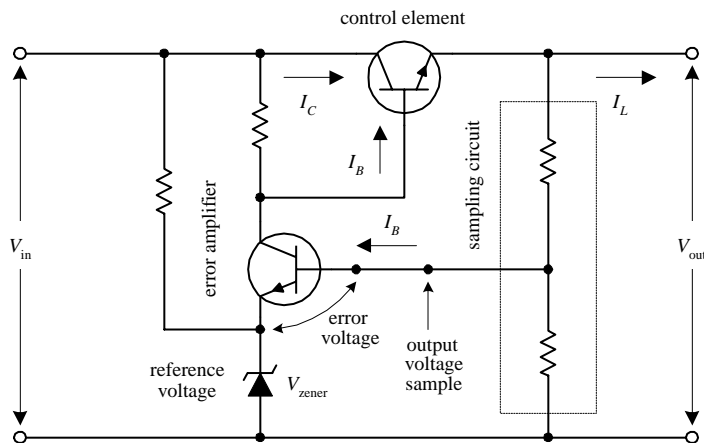 control element
I_C
I_L
I_B
sampling circuit
error amplifier
I_B
V_in
V_out
error
voltage
output
voltage
sample
reference
voltage
V_zener